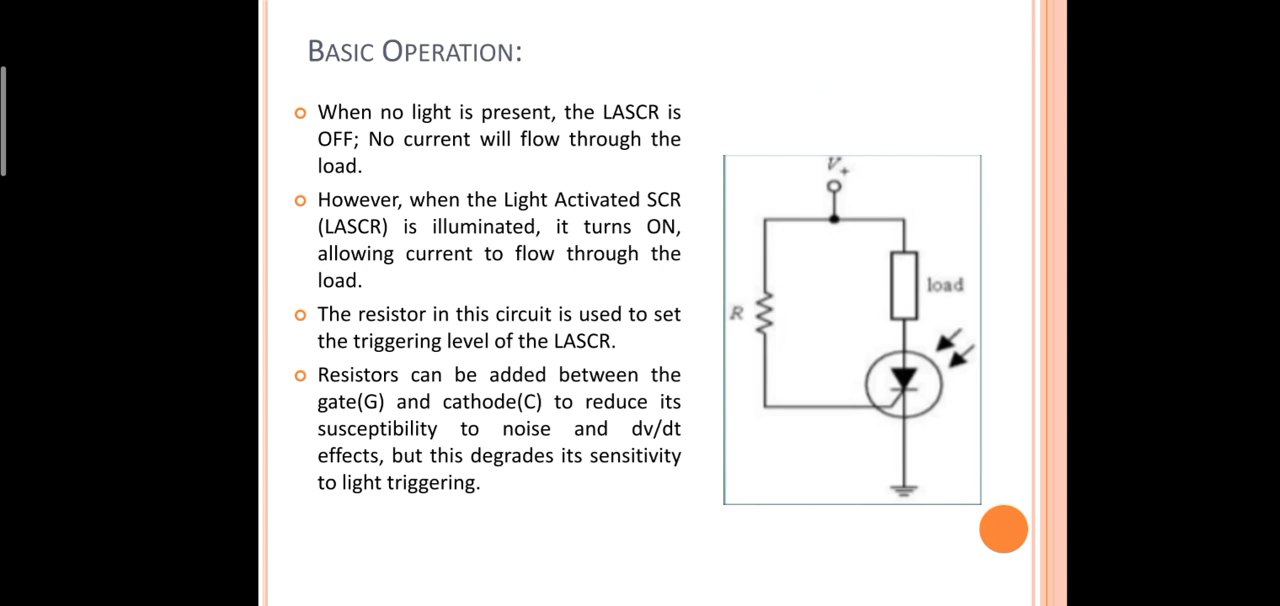 BASIC OPERATION:
When no light is present, the LASCR is
OFF; No current will flow through the
load.
However, when the Light Activated SCR
(LASCR) is illuminated, it turns ON,
allowing current to flow through the
load.
The resistor in this circuit is used to set
the triggering level of the LASCR.
Resistors can be added between the
gate(G) and cathode(C) to reduce its
susceptibility to noise and dv/dt
effects, but this degrades its sensitivity
to light triggering.
V+
load
R